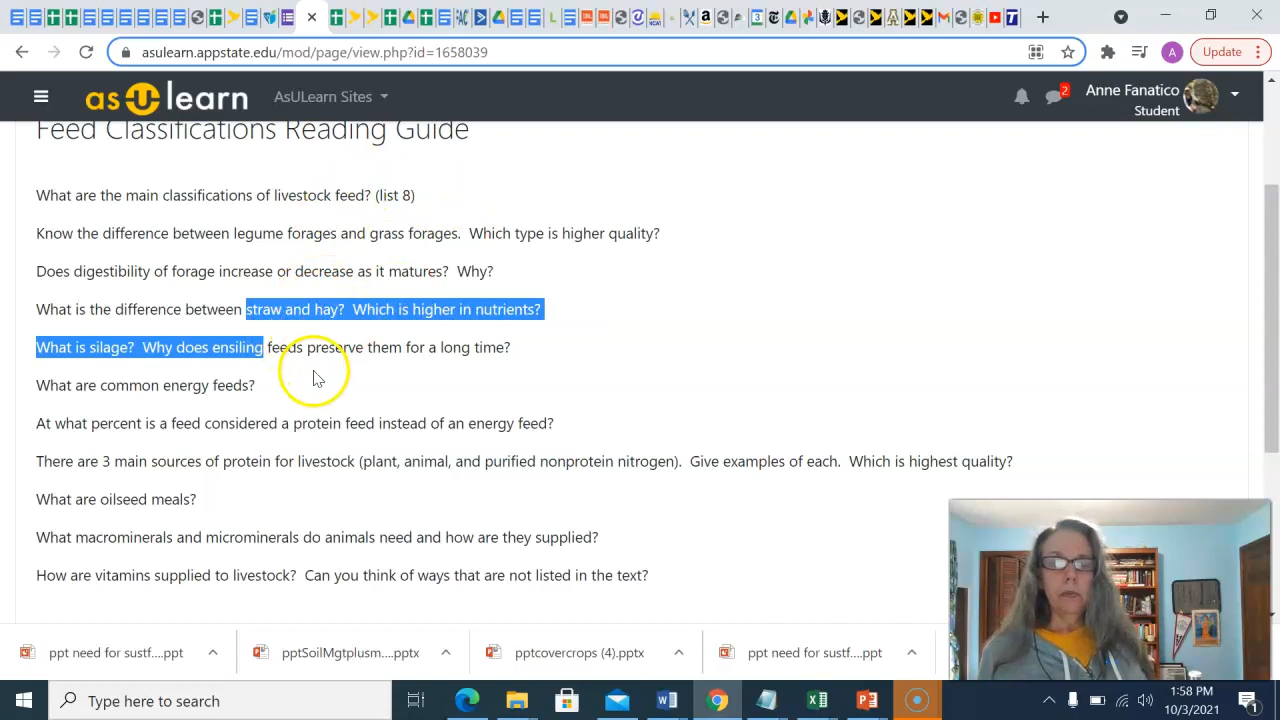 asulearn.appstate.edu/mod/page/view.php?id=1658039
A
Update
as U learn
AsULearn Sites
2
Anne Fanatico
Student
Feed Classifications Reading Guide
What are the main classifications of livestock feed? (list 8)
Know the difference between legume forages and grass forages. Which type is higher quality?
Does digestibility of forage increase or decrease as it matures? Why?
What is the difference between straw and hay? Which is higher in nutrients?
What is silage? Why does ensiling feeds preserve them for a long time?
What are common energy feeds?
At what percent is a feed considered a protein feed instead of an energy feed?
There are 3 main sources of protein for livestock (plant, animal, and purified nonprotein nitrogen). Give examples of each. Which is highest quality?
What are oilseed meals?
What macrominerals and microminerals do animals need and how are they supplied?
How are vitamins supplied to livestock? Can you think of ways that are not listed in the text?
ppt need for sustf....ppt
pptSoilMgtplusm....pptx
pptcovercrops (4).pptx
ppt need for sustf....ppt
Type here to search
1:58 PM
10/3/2021
1